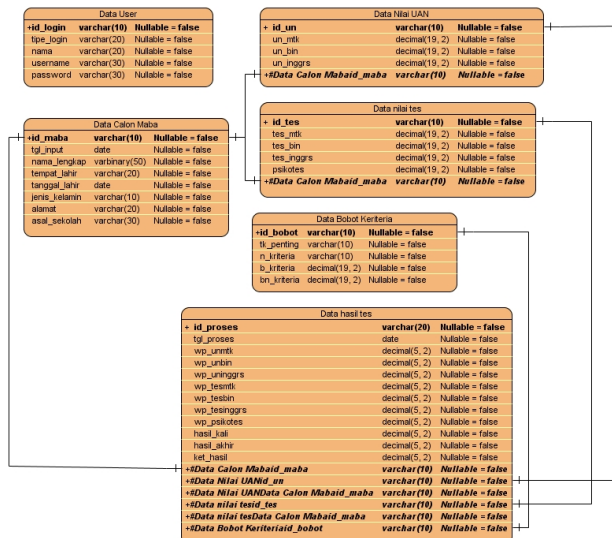 Data User
+id_login varchar(10) Nullable = false
tipe_login varchar(20) Nullable = false
nama varchar(20) Nullable = false
username varchar(30) Nullable = false
password varchar(30) Nullable = false
Data Nilai UAN
+ id_un varchar(10) Nullable = false
un_mtk decimal(19, 2) Nullable = false
un_bin decimal(19, 2) Nullable = false
un_inggrs decimal(19, 2) Nullable = false
+#Data Calon Mabaid_maba varchar(10) Nullable = false
Data Calon Maba
+id_maba varchar(10) Nullable = false
tgl_input date Nullable = false
nama_lengkap varbinary(50) Nullable = false
tempat_lahir varchar(20) Nullable = false
tanggal_lahir date Nullable = false
jenis_kelamin varchar(10) Nullable = false
alamat varchar(20) Nullable = false
asal_sekolah varchar(30) Nullable = false
Data nilai tes
+ id_tes varchar(10) Nullable = false
tes_mtk decimal(19, 2) Nullable = false
tes_bin decimal(19, 2) Nullable = false
tes_inggrs decimal(19, 2) Nullable = false
psikotes decimal(19, 2) Nullable = false
+#Data Calon Mabaid_maba varchar(10) Nullable = false
Data Bobot Keriteria
+id_bobot varchar(10) Nullable = false
tk_penting varchar(10) Nullable = false
n_kriteria varchar(10) Nullable = false
b_kriteria decimal(19, 2) Nullable = false
bn_kriteria decimal(19, 2) Nullable = false
Data hasil tes
+ id_proses varchar(20) Nullable = false
tgl_proses date Nullable = false
wp_unmtk decimal(5, 2) Nullable = false
wp_unbin decimal(5, 2) Nullable = false
wp_uninggrs decimal(5, 2) Nullable = false
wp_tesmtk decimal(5, 2) Nullable = false
wp_tesbin decimal(5, 2) Nullable = false
wp_tesinggrs decimal(5, 2) Nullable = false
wp_psikotes decimal(5, 2) Nullable = false
hasil_kali decimal(5, 2) Nullable = false
hasil_akhir decimal(5, 2) Nullable = false
ket_hasil decimal(5, 2) Nullable = false
+#Data Calon Mabaid_maba varchar(10) Nullable = false
+#Data Nilai UANid_un varchar(10) Nullable = false
+#Data Nilai UANData Calon Mabaid_maba varchar(10) Nullable = false
+#Data nilai tesid_tes varchar(10) Nullable = false
+#Data nilai tesData Calon Mabaid_maba varchar(10) Nullable = false
+#Data Bobot Keriteriaid_bobot varchar(10) Nullable = false